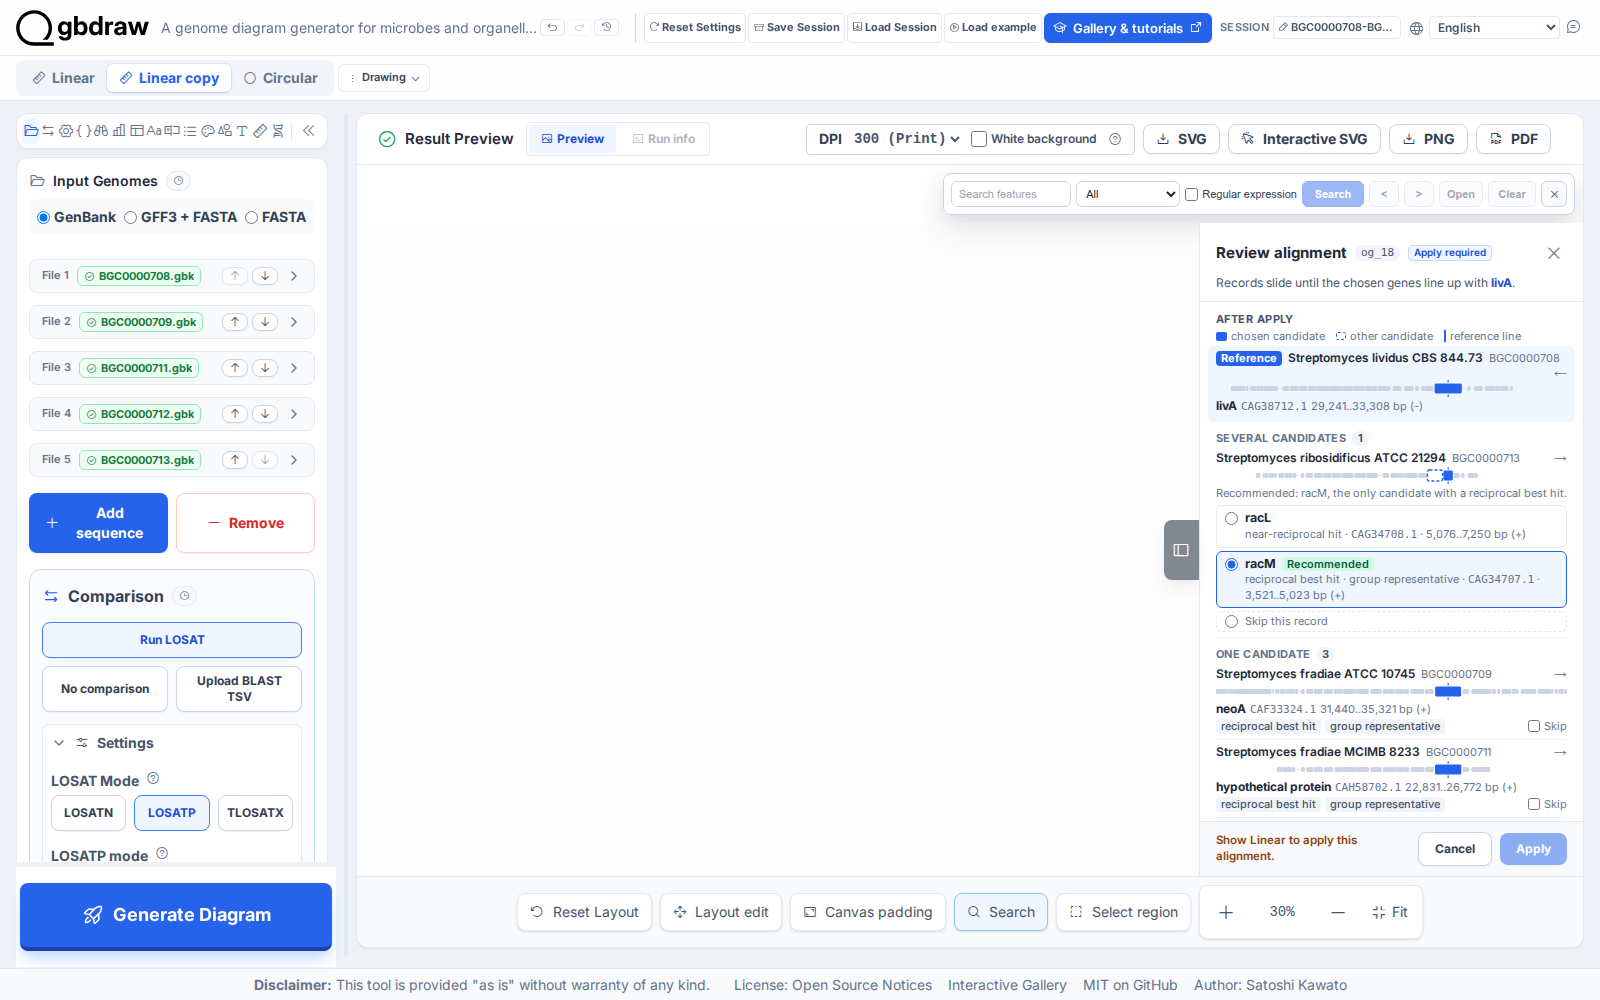 gbdraw A genome diagram generator for microbes and organell... Reset Settings Save Session Load Session Load example Gallery & tutorials SESSION BGC0000708-BG... English
Linear Linear copy Circular Drawing
Input Genomes
GenBank GFF3 + FASTA FASTA
File 1 BGC0000708.gbk
File 2 BGC0000709.gbk
File 3 BGC0000711.gbk
File 4 BGC0000712.gbk
File 5 BGC0000713.gbk
Add sequence
Remove
Comparison
Run LOSAT
No comparison
Upload BLAST TSV
Settings
LOSAT Mode
LOSATN LOSATP TLOSATX
LOSATP mode
Generate Diagram
Result Preview Preview Run info DPI 300 (Print) White background SVG Interactive SVG PNG PDF
Search features All Regular expression Search < > Open Clear ×
Review alignment og_18 Apply required
Records slide until the chosen genes line up with livA.
AFTER APPLY
chosen candidate other candidate reference line
Reference Streptomyces lividus CBS 844.73 BGC0000708
←
livA CAG38712.1 29,241..33,308 bp (-)
SEVERAL CANDIDATES 1
Streptomyces ribosidificus ATCC 21294 BGC0000713 →
Recommended: racM, the only candidate with a reciprocal best hit.
racL
near-reciprocal hit · CAG34708.1 · 5,076..7,250 bp (+)
racM Recommended
reciprocal best hit · group representative · CAG34707.1 ·
3,521..5,023 bp (+)
Skip this record
ONE CANDIDATE 3
Streptomyces fradiae ATCC 10745 BGC0000709 →
neoA CAF33324.1 31,440..35,321 bp (+)
reciprocal best hit group representative Skip
Streptomyces fradiae MCIMB 8233 BGC0000711 →
hypothetical protein CAH58702.1 22,831..26,772 bp (+)
reciprocal best hit group representative Skip
Show Linear to apply this
alignment.
Cancel Apply
Reset Layout Layout edit Canvas padding Search Select region + 30% − Fit
Disclaimer: This tool is provided "as is" without warranty of any kind. License: Open Source Notices Interactive Gallery MIT on GitHub Author: Satoshi Kawato